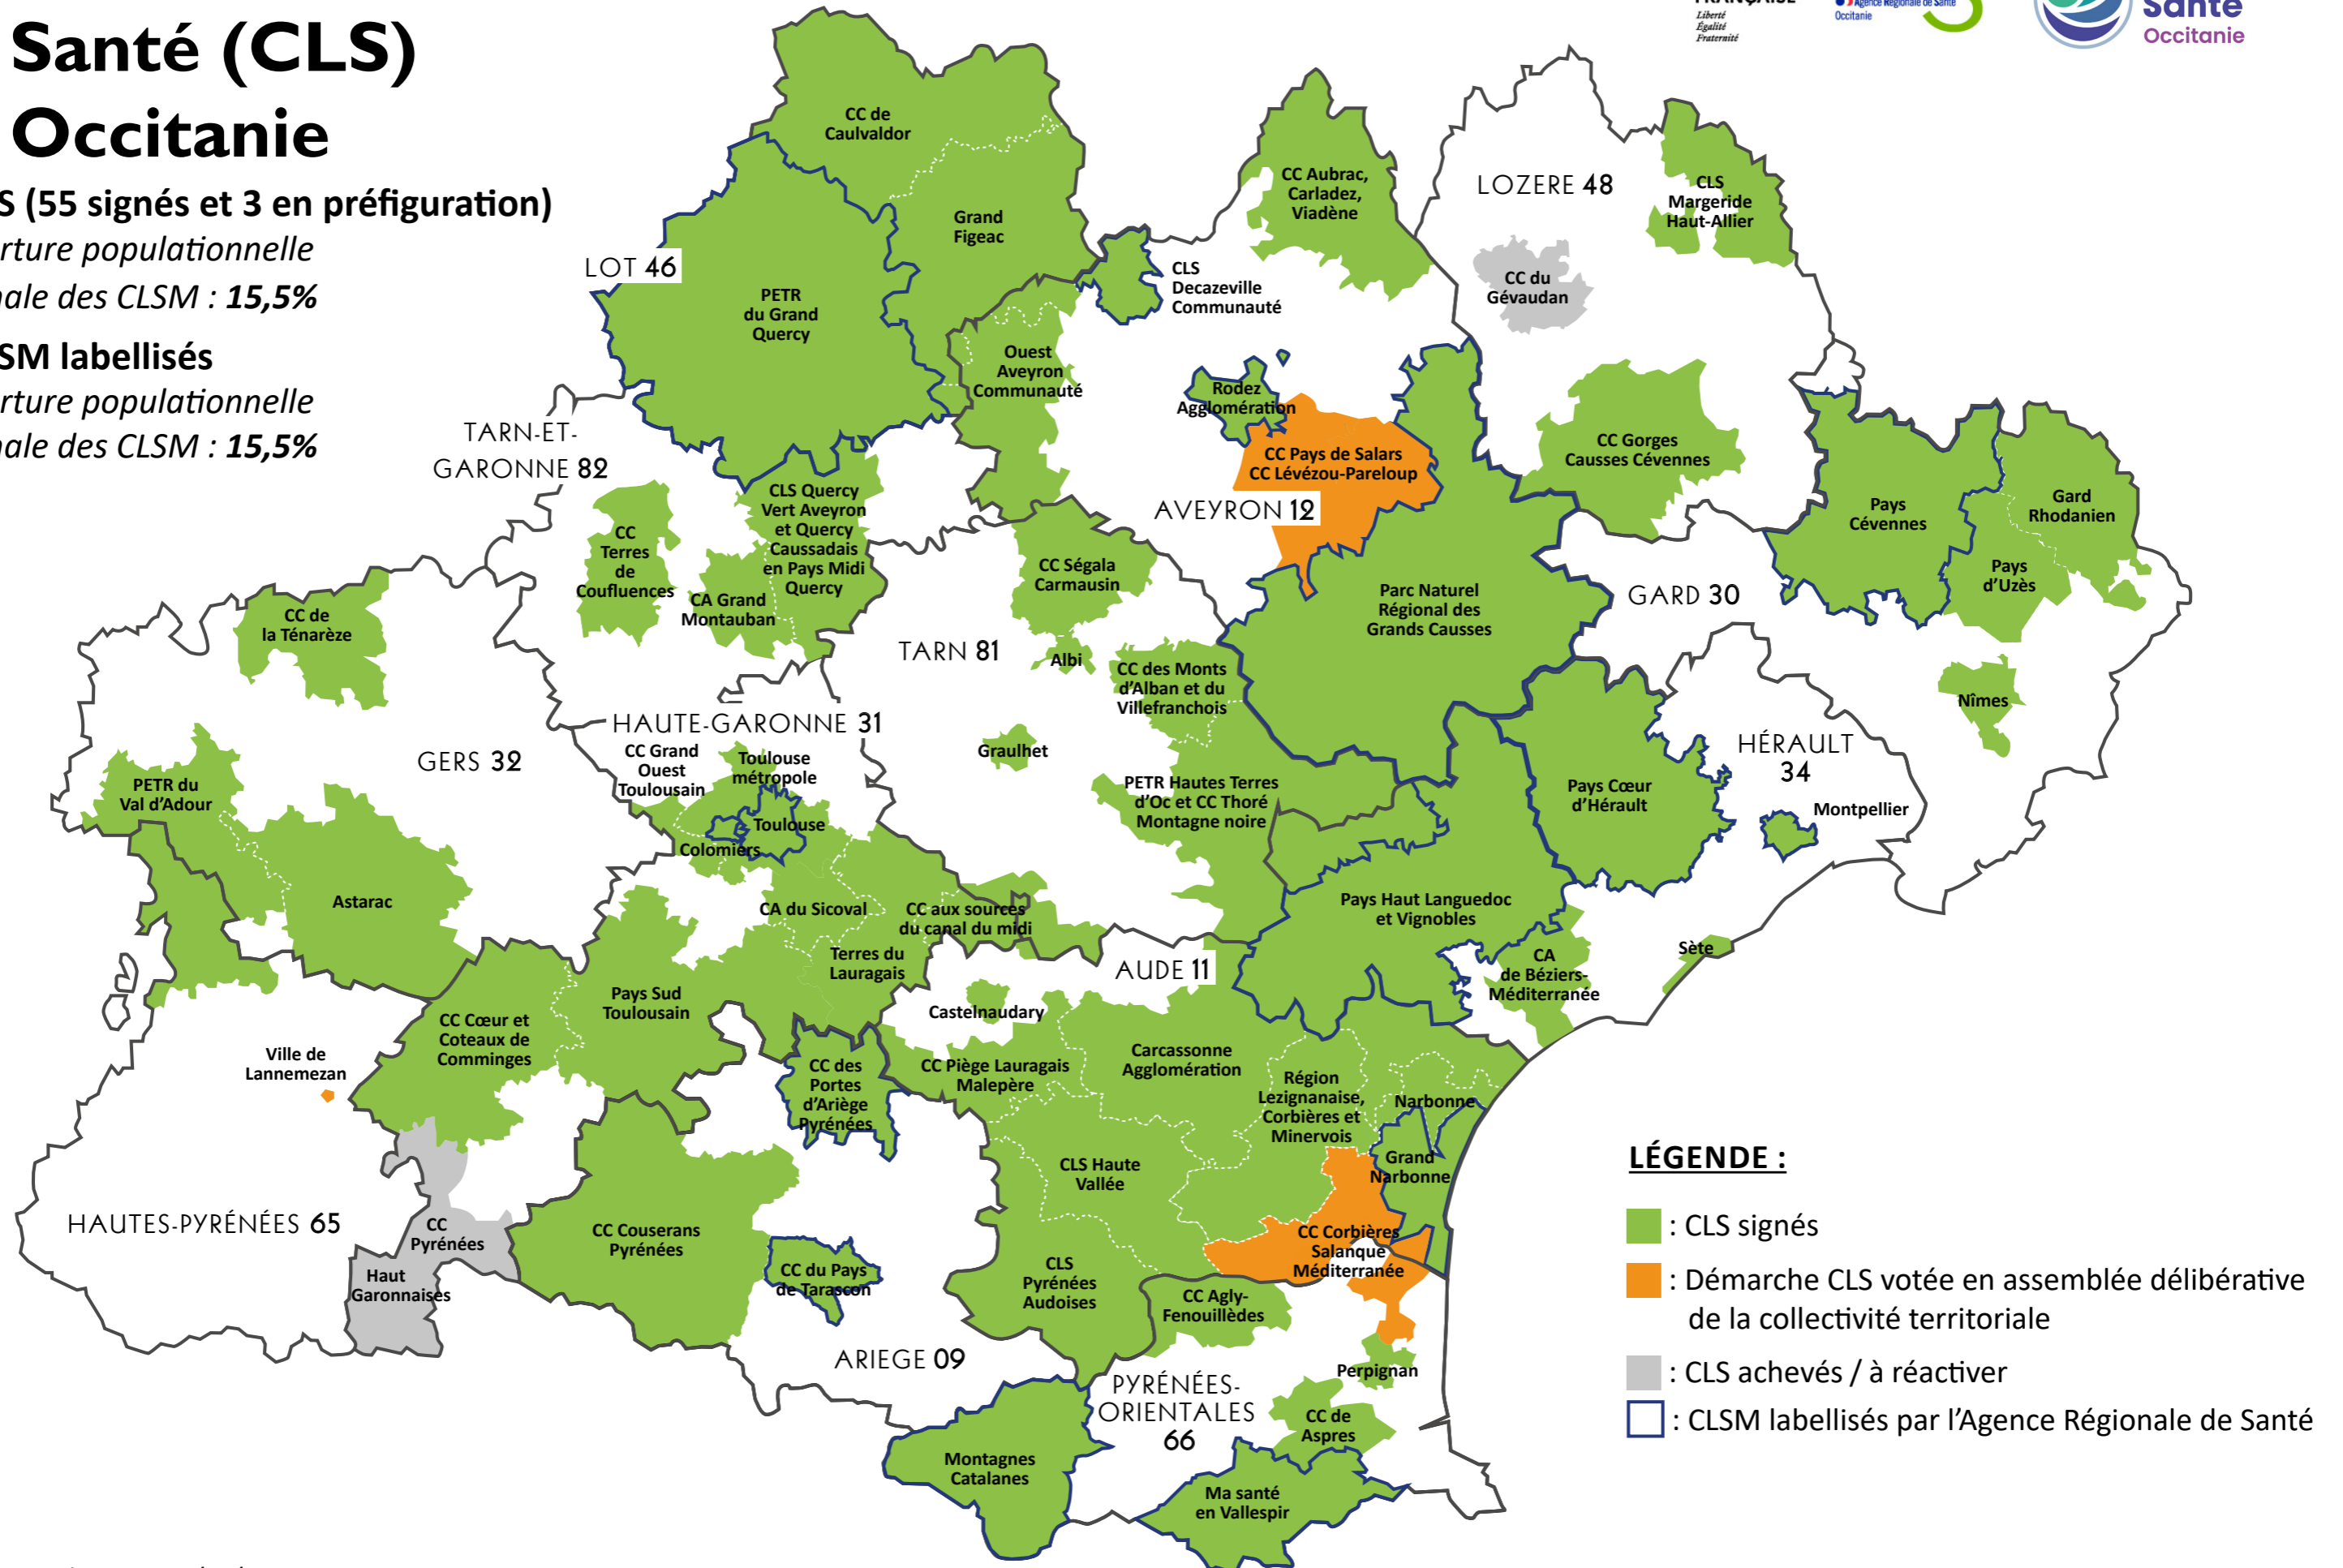 Santé (CLS)
Occitanie
S (55 signés et 3 en préfiguration)
rture populationnelle
nale des CLSM : 15,5%
SM labellisés
rture populationnelle
nale des CLSM : 15,5%
FRANÇAISE
Liberté
Égalité
Fraternité
Agence Régionale de Santé
Occitanie
Santé
Occitanie
CC de
Caulvaldor
Grand
Figeac
LOT 46
PETR
du Grand
Quercy
CC Aubrac,
Carladez,
Viadène
CLS
Decazeville
Communauté
LOZERE 48
CLS
Margeride
Haut-Allier
CC du
Gévaudan
Ouest
Aveyron
Communauté
Rodez
Agglomération
CC Pays de Salars
CC Lévézou-Pareloup
AVEYRON 12
CC Gorges
Causses Cévennes
Pays
Cévennes
Gard
Rhodanien
Pays
d'Uzès
GARD 30
Nîmes
TARN-ET-
GARONNE 82
CC
Terres
de
Coufluences
CLS Quercy
Vert Aveyron
et Quercy
Caussadais
en Pays Midi
Quercy
CA Grand
Montauban
CC Ségala
Carmausin
TARN 81
Albi
CC des Monts
d'Alban et du
Villefranchois
Parc Naturel
Régional des
Grands Causses
CC de
la Ténarèze
GERS 32
HAUTE-GARONNE 31
CC Grand
Ouest
Toulousain
Toulouse
métropole
Toulouse
Colomiers
Graulhet
PETR Hautes Terres
d'Oc et CC Thoré
Montagne noire
Pays Cœur
d'Hérault
HÉRAULT
34
Montpellier
PETR du
Val d'Adour
Astarac
CA du Sicoval
CC aux sources
du canal du midi
Terres du
Lauragais
Pays Haut Languedoc
et Vignobles
AUDE 11
CA
de Béziers-
Méditerranée
Sète
Pays Sud
Toulousain
Castelnaudary
CC Cœur et
Coteaux de
Comminges
Ville de
Lannemezan
CC des
Portes
d'Ariège
Pyrénées
CC Piège Lauragais
Malepère
Carcassonne
Agglomération
Région
Lezignanaise,
Corbières et
Minervois
Narbonne
Grand
Narbonne
CLS Haute
Vallée
HAUTES-PYRÉNÉES 65
CC
Pyrénées
Haut
Garonnaises
CC Couserans
Pyrénées
CC du Pays
de Tarascon
CLS
Pyrénées
Audoises
CC Corbières
Salanque
Méditerranée
CC Agly-
Fenouillèdes
ARIEGE 09
Perpignan
PYRÉNÉES-
ORIENTALES
66
CC de
Aspres
Montagnes
Catalanes
Ma santé
en Vallespir
LÉGENDE :
: CLS signés
: Démarche CLS votée en assemblée délibérative
de la collectivité territoriale
: CLS achevés / à réactiver
: CLSM labellisés par l'Agence Régionale de Santé